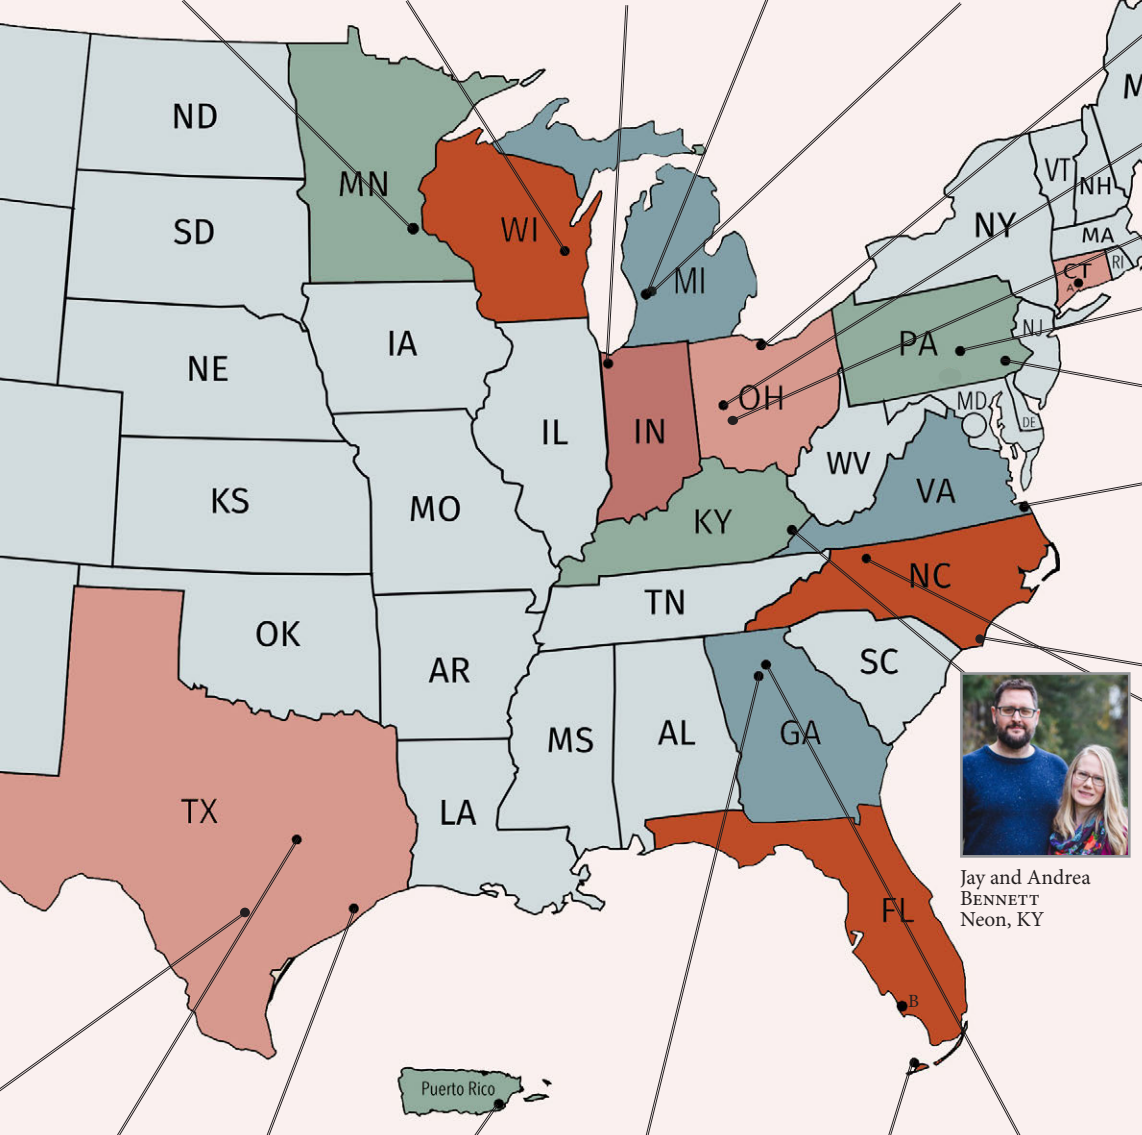 M
ND
VT
MN
NH
NY
SD
WI
MA
RI
CT
A
MI
NJ
IA
PA
NE
OH
MD
DE
IL
IN
WV
KS
VA
MO
KY
NC
TN
OK
SC
AR
MS
AL
GA
TX
LA
Jay and Andrea
BENNETT
Neon, KY
FL
B
Puerto Rico